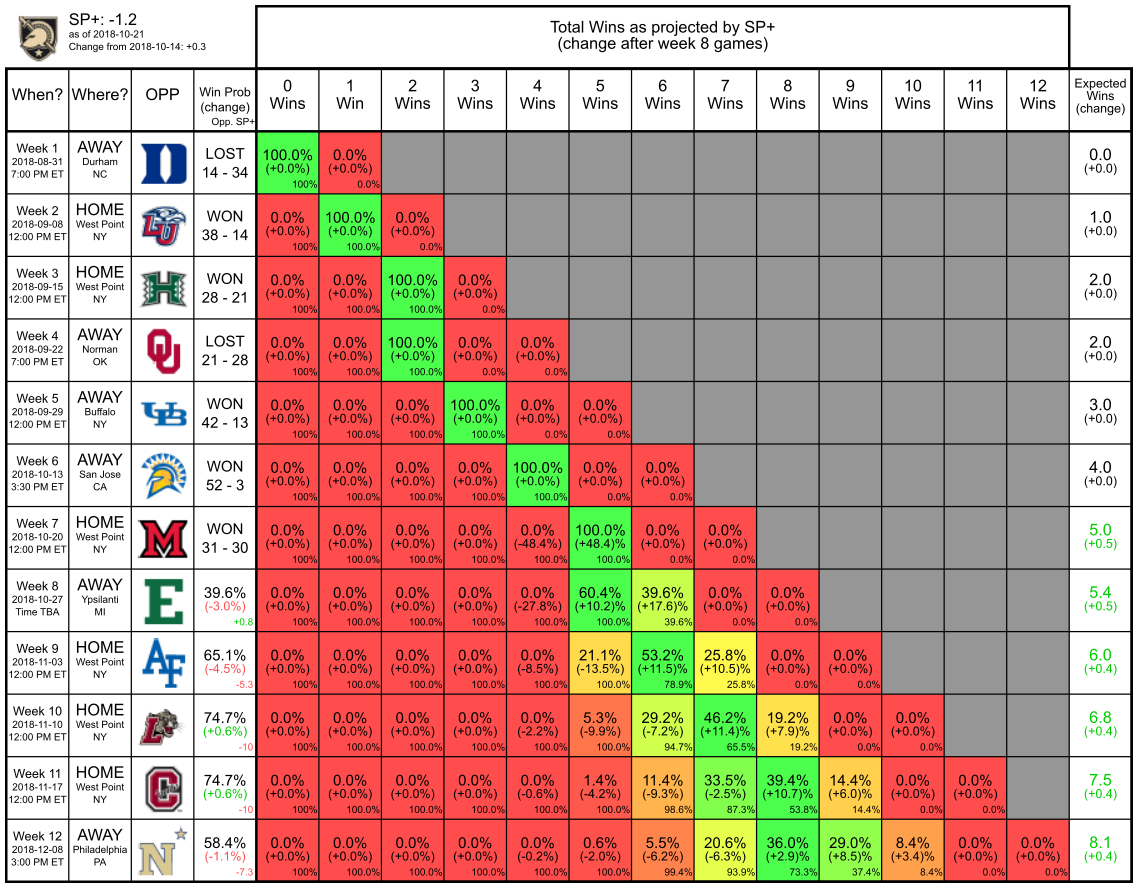 SP+: -1.2
as of 2018-10-21
Change from 2018-10-14: +0.3
Total Wins as projected by SP+
(change after week 8 games)
When? Where? OPP Win Prob (change) Opp. SP+ 0 Wins 1 Win 2 Wins 3 Wins 4 Wins 5 Wins 6 Wins 7 Wins 8 Wins 9 Wins 10 Wins 11 Wins 12 Wins Expected Wins (change)
Week 1 AWAY D LOST 100.0% 0.0% 0.0
2018-08-31 Durham 14 - 34 (+0.0%) (+0.0%) (+0.0)
7:00 PM ET NC 100% 0.0%
Week 2 HOME LU WON 0.0% 100.0% 0.0% 1.0
2018-09-08 West Point 38 - 14 (+0.0%) (+0.0%) (+0.0%) (+0.0)
12:00 PM ET NY 100% 100.0% 0.0%
Week 3 HOME H WON 0.0% 0.0% 100.0% 0.0% 2.0
2018-09-15 West Point 28 - 21 (+0.0%) (+0.0%) (+0.0%) (+0.0%) (+0.0)
12:00 PM ET NY 100% 100.0% 100.0% 0.0%
Week 4 AWAY OU LOST 0.0% 0.0% 100.0% 0.0% 0.0% 2.0
2018-09-22 Norman 21 - 28 (+0.0%) (+0.0%) (+0.0%) (+0.0%) (+0.0%) (+0.0)
7:00 PM ET OK 100% 100.0% 100.0% 0.0% 0.0%
Week 5 AWAY UB WON 0.0% 0.0% 0.0% 100.0% 0.0% 0.0% 3.0
2018-09-29 Buffalo 42 - 13 (+0.0%) (+0.0%) (+0.0%) (+0.0%) (+0.0%) (+0.0%) (+0.0)
12:00 PM ET NY 100% 100.0% 100.0% 100.0% 0.0% 0.0%
Week 6 AWAY WON 0.0% 0.0% 0.0% 0.0% 100.0% 0.0% 0.0% 4.0
2018-10-13 San Jose 52 - 3 (+0.0%) (+0.0%) (+0.0%) (+0.0%) (+0.0%) (+0.0%) (+0.0%) (+0.0)
3:30 PM ET CA 100% 100.0% 100.0% 100.0% 100.0% 0.0% 0.0%
Week 7 HOME M WON 0.0% 0.0% 0.0% 0.0% 0.0% 100.0% 0.0% 0.0% 5.0
2018-10-20 West Point 31 - 30 (+0.0%) (+0.0%) (+0.0%) (+0.0%) (-48.4%) (+48.4)% (+0.0%) (+0.0%) (+0.5)
12:00 PM ET NY 100% 100.0% 100.0% 100.0% 100.0% 100.0% 0.0% 0.0%
Week 8 AWAY E 39.6% 0.0% 0.0% 0.0% 0.0% 0.0% 60.4% 39.6% 0.0% 0.0% 5.4
2018-10-27 Ypsilanti (-3.0%) (+0.0%) (+0.0%) (+0.0%) (+0.0%) (-27.8%) (+10.2)% (+17.6)% (+0.0%) (+0.0%) (+0.5)
Time TBA MI +0.8 100% 100.0% 100.0% 100.0% 100.0% 100.0% 39.6% 0.0% 0.0%
Week 9 HOME AF 65.1% 0.0% 0.0% 0.0% 0.0% 0.0% 21.1% 53.2% 25.8% 0.0% 0.0% 6.0
2018-11-03 West Point (-4.5%) (+0.0%) (+0.0%) (+0.0%) (+0.0%) (-8.5%) (-13.5%) (+11.5)% (+10.5)% (+0.0%) (+0.0%) (+0.4)
12:00 PM ET NY -5.3 100% 100.0% 100.0% 100.0% 100.0% 100.0% 78.9% 25.8% 0.0% 0.0%
Week 10 HOME L 74.7% 0.0% 0.0% 0.0% 0.0% 0.0% 5.3% 29.2% 46.2% 19.2% 0.0% 0.0% 6.8
2018-11-10 West Point (+0.6%) (+0.0%) (+0.0%) (+0.0%) (+0.0%) (-2.2%) (-9.9%) (-7.2%) (+11.4)% (+7.9)% (+0.0%) (+0.0%) (+0.4)
12:00 PM ET NY -10 100% 100.0% 100.0% 100.0% 100.0% 100.0% 94.7% 65.5% 19.2% 0.0% 0.0%
Week 11 HOME C 74.7% 0.0% 0.0% 0.0% 0.0% 0.0% 1.4% 11.4% 33.5% 39.4% 14.4% 0.0% 0.0% 7.5
2018-11-17 West Point (+0.6%) (+0.0%) (+0.0%) (+0.0%) (+0.0%) (-0.6%) (-4.2%) (-9.3%) (-2.5%) (+10.7)% (+6.0)% (+0.0%) (+0.0%) (+0.4)
12:00 PM ET NY -10 100% 100.0% 100.0% 100.0% 100.0% 100.0% 98.6% 87.3% 53.8% 14.4% 0.0% 0.0%
Week 12 AWAY N 58.4% 0.0% 0.0% 0.0% 0.0% 0.0% 0.6% 5.5% 20.6% 36.0% 29.0% 8.4% 0.0% 0.0% 8.1
2018-12-08 Philadelphia (-1.1%) (+0.0%) (+0.0%) (+0.0%) (+0.0%) (-0.2%) (-2.0%) (-6.2%) (-6.3%) (+2.9)% (+8.5)% (+3.4)% (+0.0%) (+0.0%) (+0.4)
3:00 PM ET PA -7.3 100% 100.0% 100.0% 100.0% 100.0% 100.0% 99.4% 93.9% 73.3% 37.4% 8.4% 0.0% 0.0%